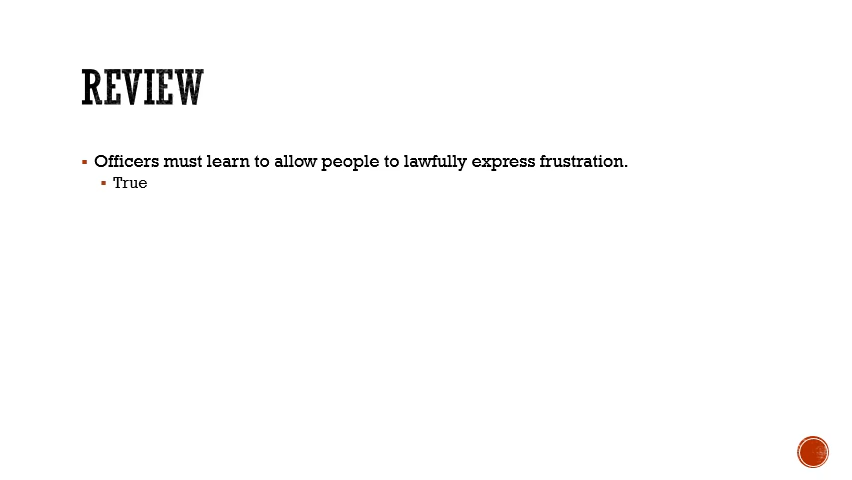 REVIEW
Officers must learn to allow people to lawfully express frustration.
True